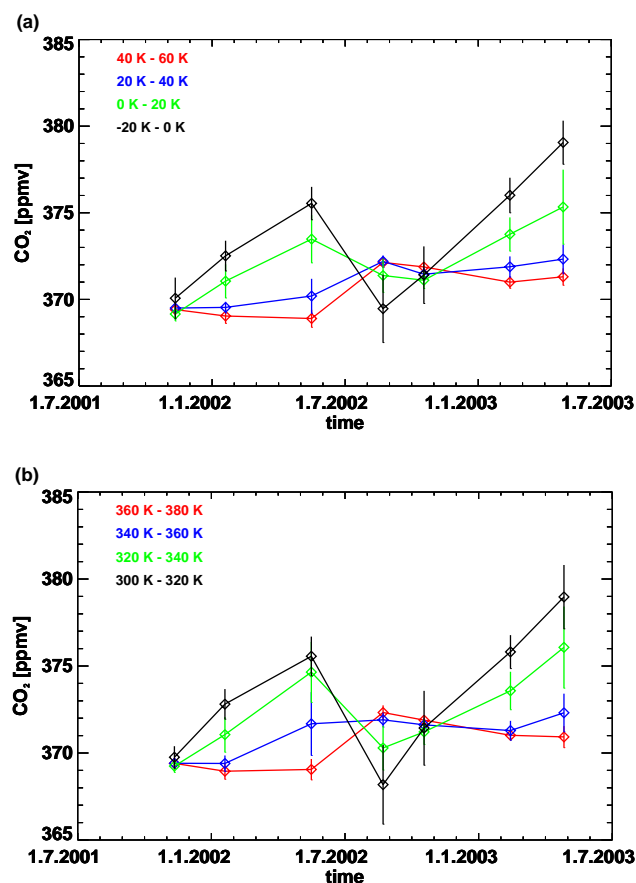 (a)
385
380
375
370
365
CO₂ [ppmv]
40 K - 60 K
20 K - 40 K
0 K - 20 K
-20 K - 0 K
1.7.2001 1.1.2002 1.7.2002 1.1.2003 1.7.2003
time
(b)
385
380
375
370
365
CO₂ [ppmv]
360 K - 380 K
340 K - 360 K
320 K - 340 K
300 K - 320 K
1.7.2001 1.1.2002 1.7.2002 1.1.2003 1.7.2003
time